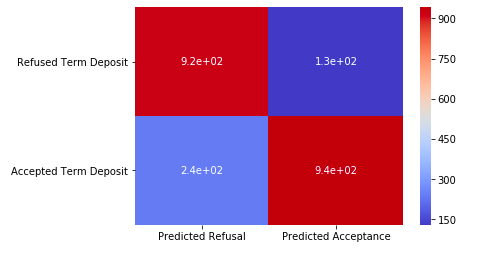 Refused Term Deposit 9.2e+02 1.3e+02
Accepted Term Deposit 2.4e+02 9.4e+02
Predicted Refusal Predicted Acceptance
900
750
600
450
300
150